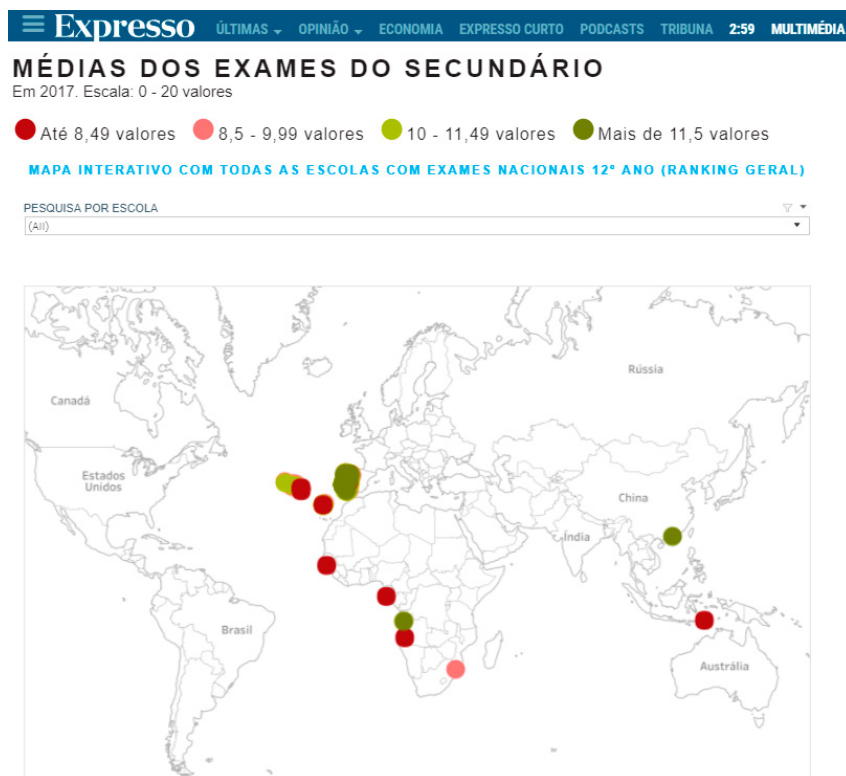 Expresso ÚLTIMAS OPINIÃO ECONOMIA EXPRESSO CURTO PODCASTS TRIBUNA 2:59 MULTIMÉDIA
MÉDIAS DOS EXAMES DO SECUNDÁRIO
Em 2017. Escala: 0 - 20 valores
Até 8,49 valores 8,5 - 9,99 valores 10 - 11,49 valores Mais de 11,5 valores
MAPA INTERATIVO COM TODAS AS ESCOLAS COM EXAMES NACIONAIS 12º ANO (RANKING GERAL)
PESQUISA POR ESCOLA
(All)
Rússia
Canadá
Estados
Unidos
China
Índia
Brasil
Austrália